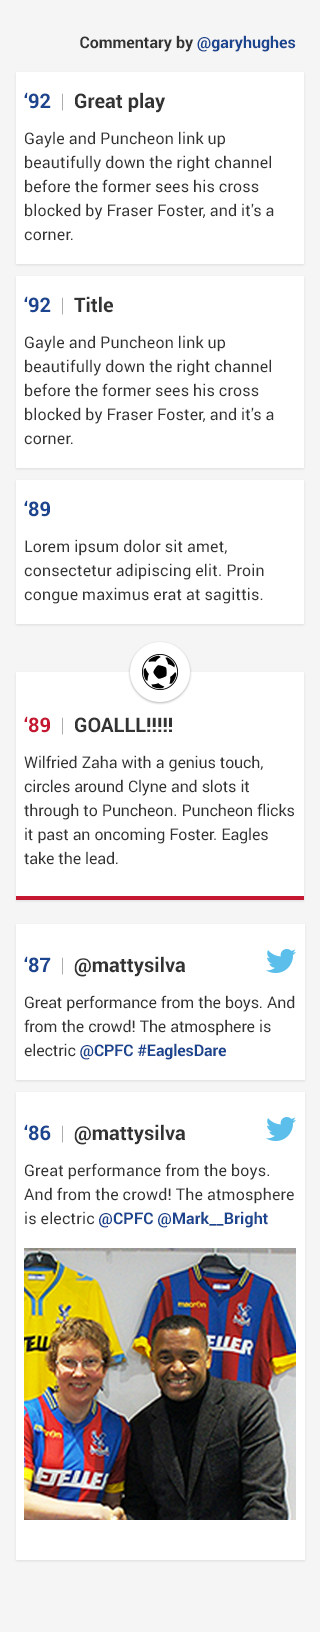 Commentary by @garyhughes
‘92 | Great play
Gayle and Puncheon link up
beautifully down the right channel
before the former sees his cross
blocked by Fraser Foster, and it's a
corner.
‘92 | Title
Gayle and Puncheon link up
beautifully down the right channel
before the former sees his cross
blocked by Fraser Foster, and it's a
corner.
‘89
Lorem ipsum dolor sit amet,
consectetur adipiscing elit. Proin
congue maximus erat at sagittis.
‘89 | GOALLL!!!!!
Wilfried Zaha with a genius touch,
circles around Clyne and slots it
through to Puncheon. Puncheon flicks
it past an oncoming Foster. Eagles
take the lead.
‘87 | @mattysilva
Great performance from the boys. And
from the crowd! The atmosphere is
electric @CPFC #EaglesDare
‘86 | @mattysilva
Great performance from the boys.
And from the crowd! The atmosphere
is electric @CPFC @Mark__Bright
macron
ETELLER